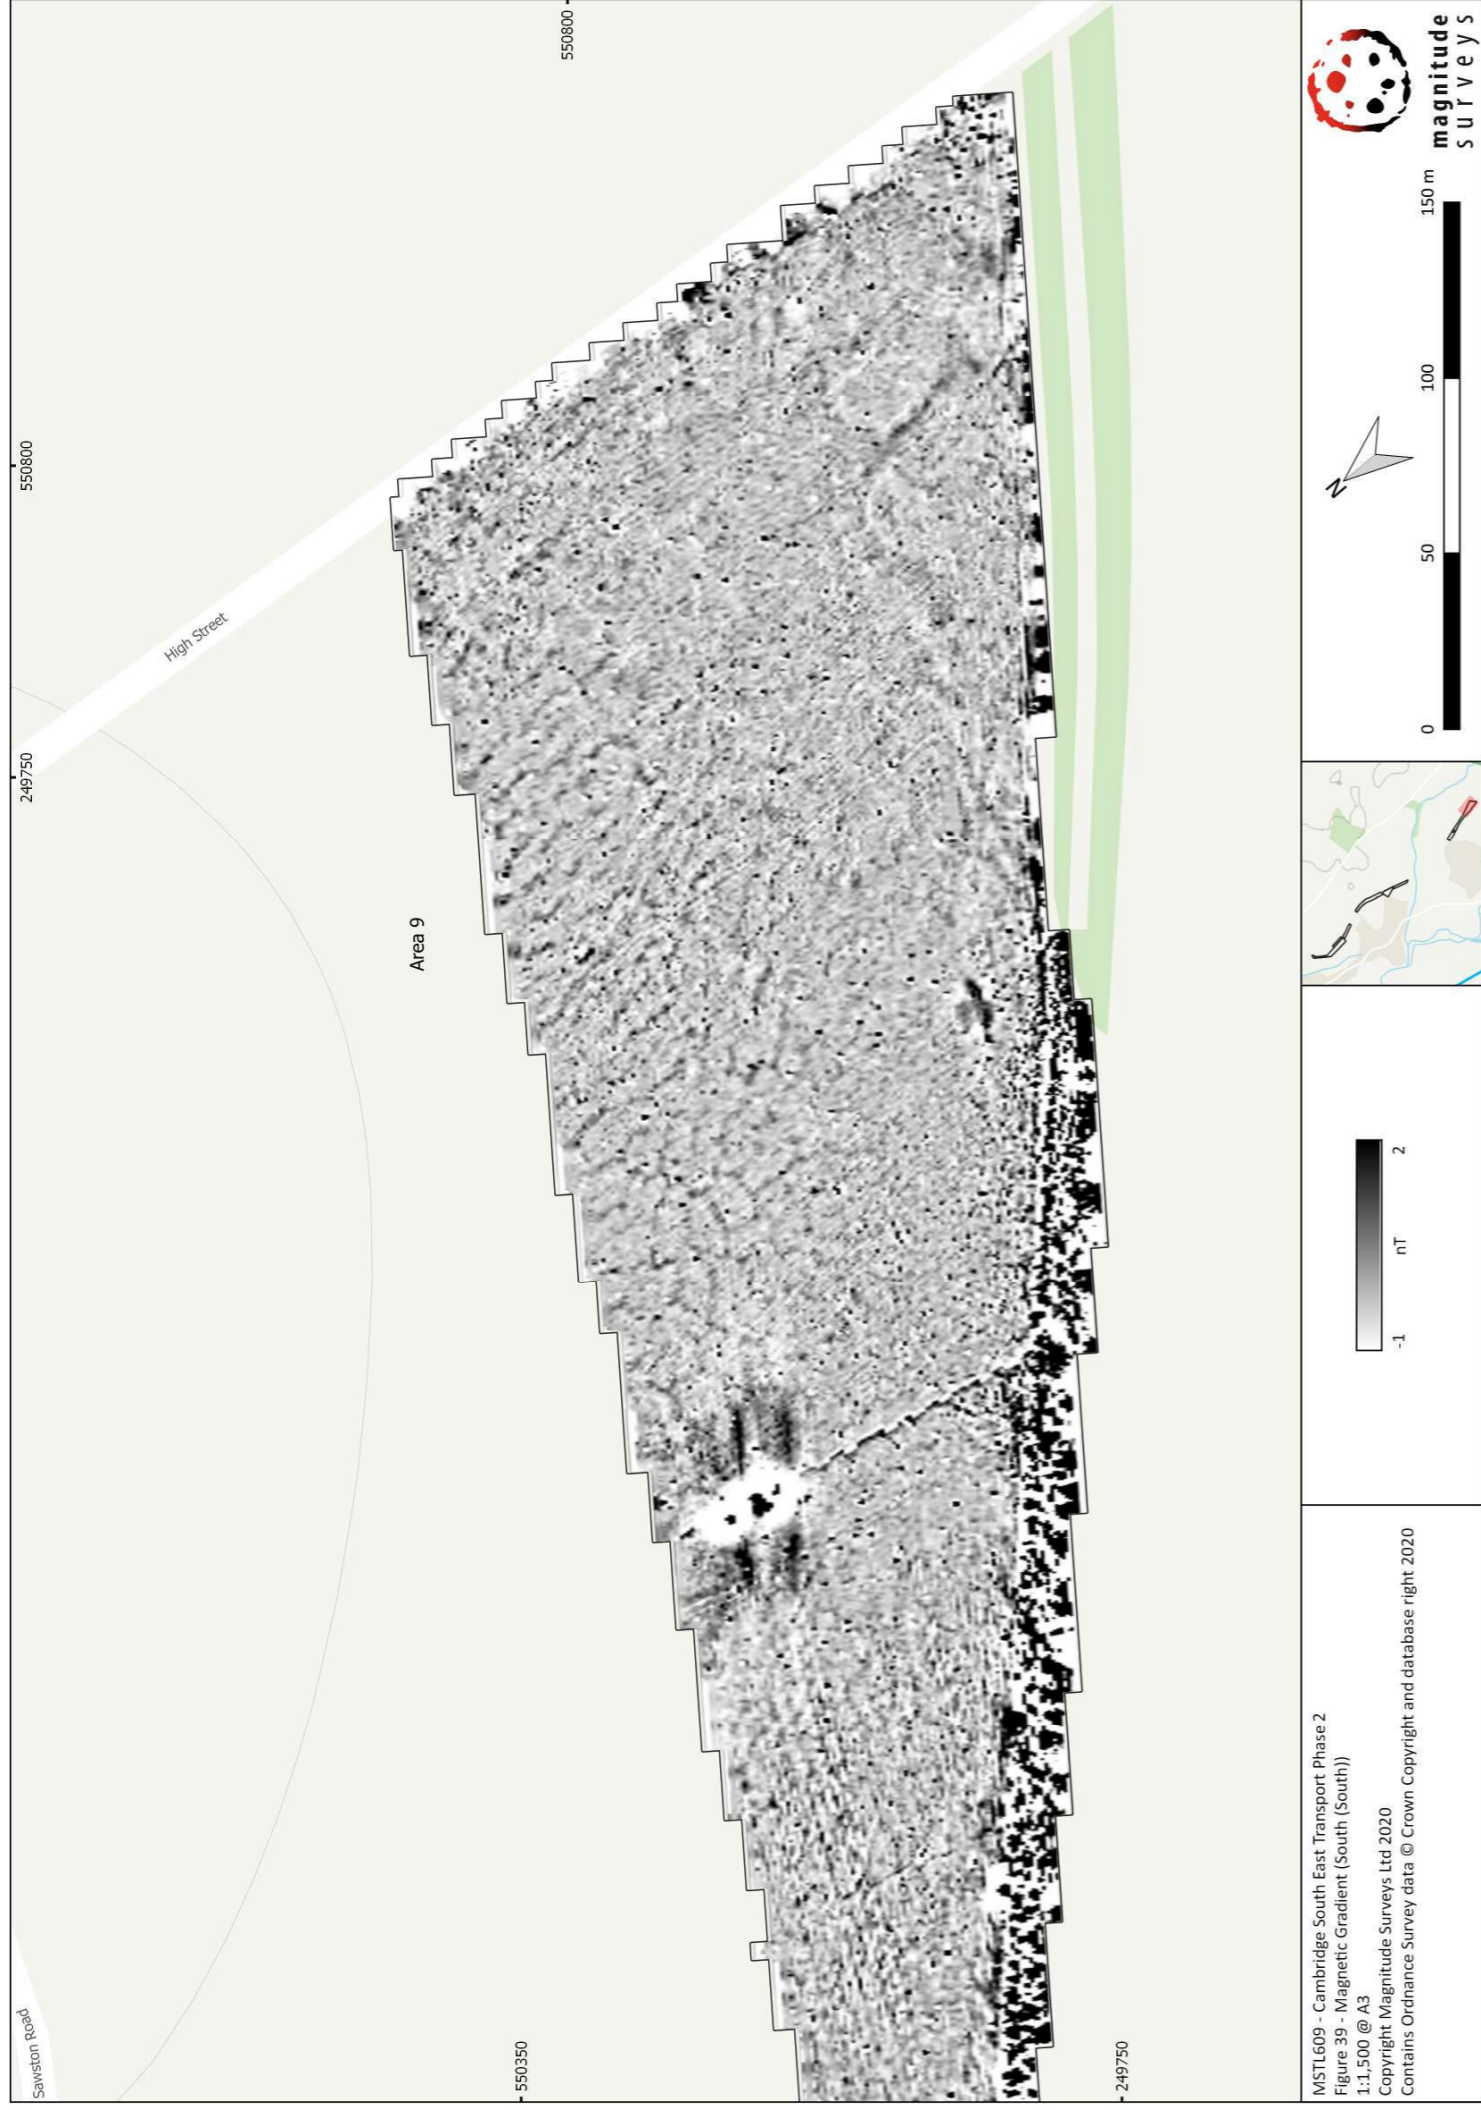 Sawston Road
249750
550800
High Street
550800
Area 9
550350
249750
N
magnitude
surveys
0
50
100
150 m
-1
nT
2
MSTL609 - Cambridge South East Transport Phase 2
Figure 39 - Magnetic Gradient (South (South))
1:1,500 @ A3
Copyright Magnitude Surveys Ltd 2020
Contains Ordnance Survey data © Crown Copyright and database right 2020